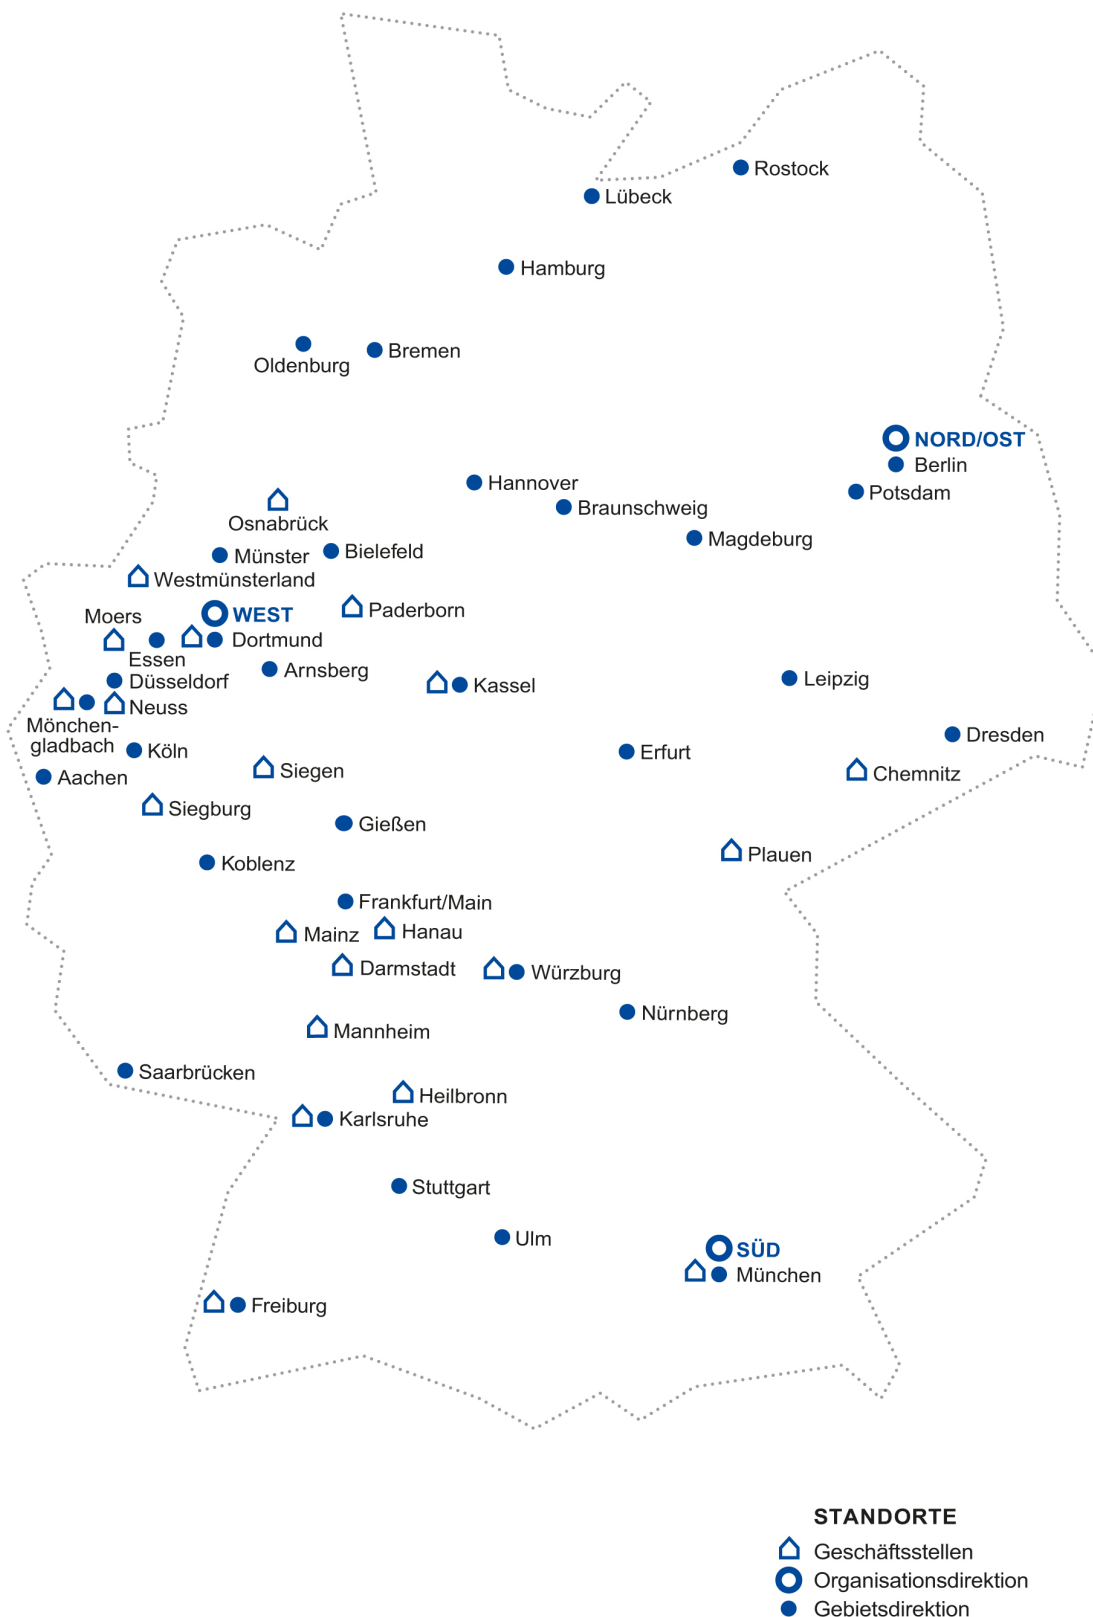 Rostock
Lübeck
Hamburg
Oldenburg
Bremen
NORD/OST
Berlin
Potsdam
Hannover
Braunschweig
Magdeburg
Osnabrück
Münster
Bielefeld
Westmünsterland
Paderborn
Moers
WEST
Dortmund
Essen
Arnsberg
Düsseldorf
Kassel
Leipzig
Neuss
Mönchen-
gladbach
Köln
Erfurt
Dresden
Aachen
Siegen
Chemnitz
Siegburg
Gießen
Plauen
Koblenz
Frankfurt/Main
Mainz
Hanau
Darmstadt
Würzburg
Nürnberg
Mannheim
Saarbrücken
Heilbronn
Karlsruhe
Stuttgart
Ulm
SÜD
München
Freiburg
STANDORTE
Geschäftsstellen
Organisationsdirektion
Gebietsdirektion